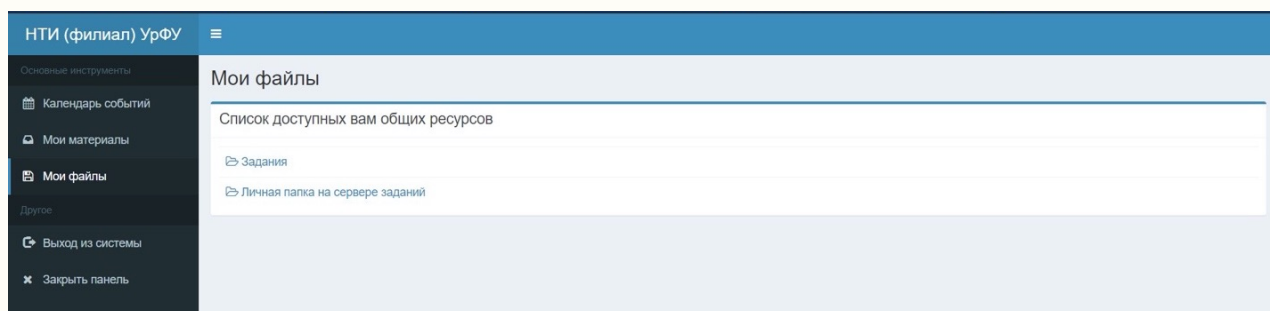 НТИ (филиал) УрФУ
Основные инструменты
Календарь событий
Мои материалы
Мои файлы
Другое
Выход из системы
Закрыть панель
Мои файлы
Список доступных вам общих ресурсов
Задания
Личная папка на сервере заданий